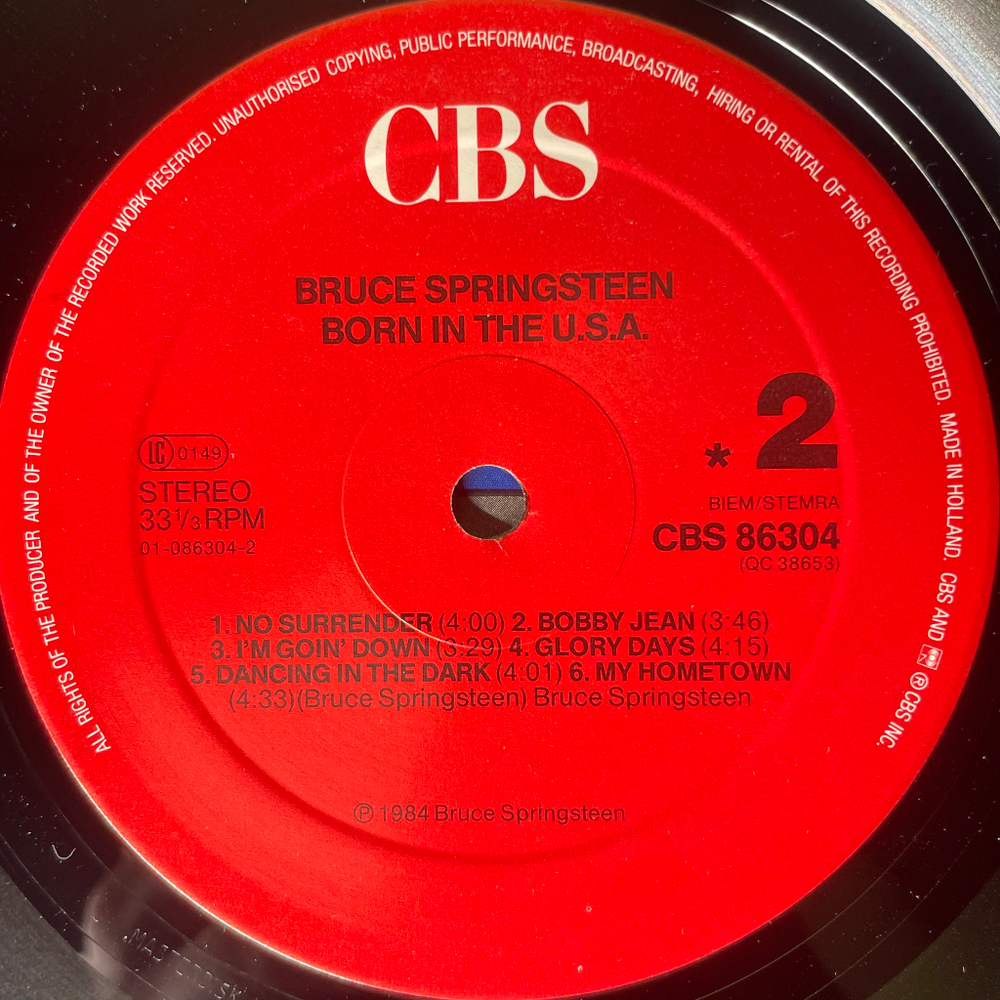 ALL RIGHTS OF THE PRODUCER AND OF THE OWNER OF THE RECORDED WORK RESERVED. UNAUTHORISED COPYING, PUBLIC PERFORMANCE, BROADCASTING, HIRING OR RENTAL OF THIS RECORDING PROHIBITED. MADE IN HOLLAND. CBS AND ℗ CBS INC.
CBS
BRUCE SPRINGSTEEN
BORN IN THE U.S.A.
* 2
LC 0149
STEREO
33 1/3 RPM
01-086304-2
BIEM/STEMRA
CBS 86304
(QC 38653)
1. NO SURRENDER (4:00) 2. BOBBY JEAN (3:46)
3. I'M GOIN' DOWN (3:29) 4. GLORY DAYS (4:15)
5. DANCING IN THE DARK (4:01) 6. MY HOMETOWN
(4:33)(Bruce Springsteen) Bruce Springsteen
℗ 1984 Bruce Springsteen